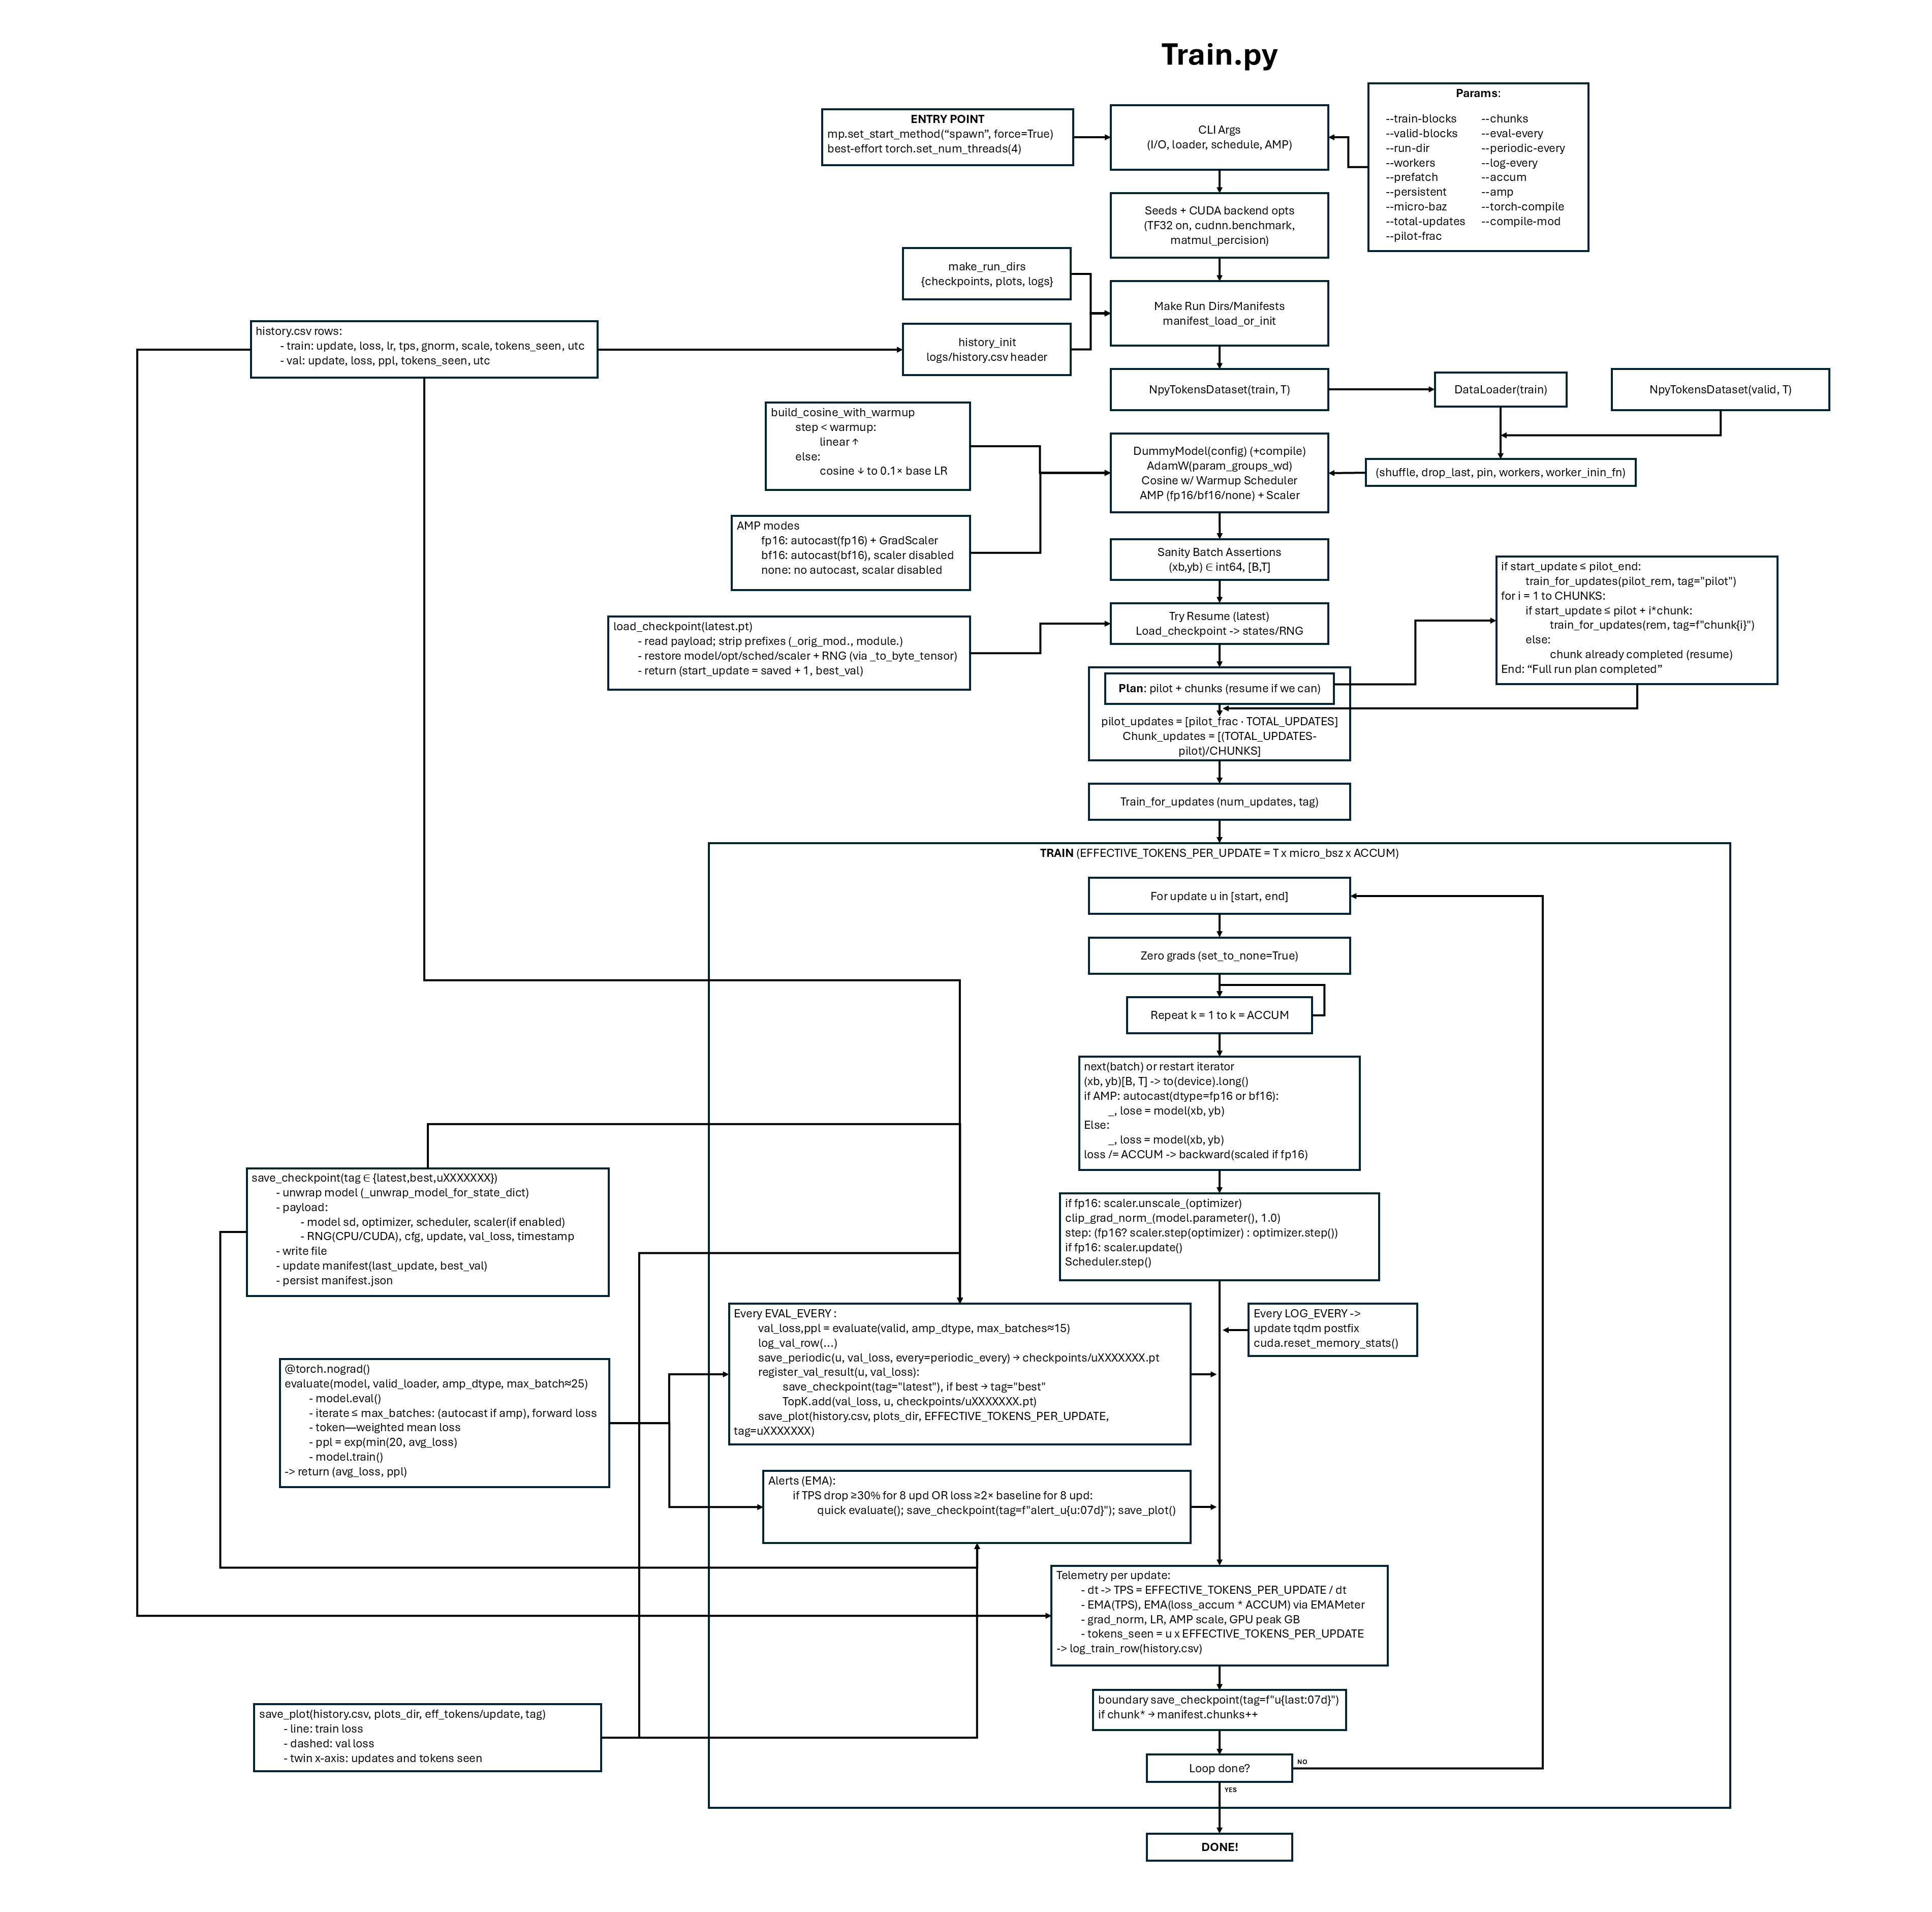 Train.py
ENTRY POINT
mp.set_start_method(“spawn”, force=True)
best-effort torch.set_num_threads(4)
CLI Args
(I/O, loader, schedule, AMP)
Params:
--train-blocks
--valid-blocks
--run-dir
--workers
--prefatch
--persistent
--micro-baz
--total-updates
--pilot-frac
--chunks
--eval-every
--periodic-every
--log-every
--accum
--amp
--torch-compile
--compile-mod
Seeds + CUDA backend opts
(TF32 on, cudnn.benchmark,
matmul_percision)
make_run_dirs
{checkpoints, plots, logs}
Make Run Dirs/Manifests
manifest_load_or_init
history.csv rows:
- train: update, loss, lr, tps, gnorm, scale, tokens_seen, utc
- val: update, loss, ppl, tokens_seen, utc
history_init
logs/history.csv header
NpyTokensDataset(train, T)
DataLoader(train)
NpyTokensDataset(valid, T)
build_cosine_with_warmup
step < warmup:
linear ↑
else:
cosine ↓ to 0.1× base LR
DummyModel(config) (+compile)
AdamW(param_groups_wd)
Cosine w/ Warmup Scheduler
AMP (fp16/bf16/none) + Scaler
(shuffle, drop_last, pin, workers, worker_inin_fn)
AMP modes
fp16: autocast(fp16) + GradScaler
bf16: autocast(bf16), scaler disabled
none: no autocast, scalar disabled
Sanity Batch Assertions
(xb,yb) ∈ int64, [B,T]
if start_update ≤ pilot_end:
train_for_updates(pilot_rem, tag="pilot")
for i = 1 to CHUNKS:
if start_update ≤ pilot + i*chunk:
train_for_updates(rem, tag=f"chunk{i}")
else:
chunk already completed (resume)
End: “Full run plan completed”
load_checkpoint(latest.pt)
- read payload; strip prefixes (_orig_mod., module.)
- restore model/opt/sched/scaler + RNG (via _to_byte_tensor)
- return (start_update = saved + 1, best_val)
Try Resume (latest)
Load_checkpoint -> states/RNG
Plan: pilot + chunks (resume if we can)
pilot_updates = [pilot_frac · TOTAL_UPDATES]
Chunk_updates = [(TOTAL_UPDATES-
pilot)/CHUNKS]
Train_for_updates (num_updates, tag)
TRAIN (EFFECTIVE_TOKENS_PER_UPDATE = T x micro_bsz x ACCUM)
For update u in [start, end]
Zero grads (set_to_none=True)
Repeat k = 1 to k = ACCUM
next(batch) or restart iterator
(xb, yb)[B, T] -> to(device).long()
if AMP: autocast(dtype=fp16 or bf16):
_, lose = model(xb, yb)
Else:
_, loss = model(xb, yb)
loss /= ACCUM -> backward(scaled if fp16)
save_checkpoint(tag ∈ {latest,best,uXXXXXXX})
- unwrap model (_unwrap_model_for_state_dict)
- payload:
- model sd, optimizer, scheduler, scaler(if enabled)
- RNG(CPU/CUDA), cfg, update, val_loss, timestamp
- write file
- update manifest(last_update, best_val)
- persist manifest.json
if fp16: scaler.unscale_(optimizer)
clip_grad_norm_(model.parameter(), 1.0)
step: (fp16? scaler.step(optimizer) : optimizer.step())
if fp16: scaler.update()
Scheduler.step()
Every EVAL_EVERY :
val_loss,ppl = evaluate(valid, amp_dtype, max_batches≈15)
log_val_row(...)
save_periodic(u, val_loss, every=periodic_every) → checkpoints/uXXXXXXX.pt
register_val_result(u, val_loss):
save_checkpoint(tag="latest"), if best → tag="best"
TopK.add(val_loss, u, checkpoints/uXXXXXXX.pt)
save_plot(history.csv, plots_dir, EFFECTIVE_TOKENS_PER_UPDATE,
tag=uXXXXXXX)
Every LOG_EVERY ->
update tqdm postfix
cuda.reset_memory_stats()
@torch.nograd()
evaluate(model, valid_loader, amp_dtype, max_batch≈25)
- model.eval()
- iterate ≤ max_batches: (autocast if amp), forward loss
- token—weighted mean loss
- ppl = exp(min(20, avg_loss)
- model.train()
-> return (avg_loss, ppl)
Alerts (EMA):
if TPS drop ≥30% for 8 upd OR loss ≥2× baseline for 8 upd:
quick evaluate(); save_checkpoint(tag=f"alert_u{u:07d}"); save_plot()
Telemetry per update:
- dt -> TPS = EFFECTIVE_TOKENS_PER_UPDATE / dt
- EMA(TPS), EMA(loss_accum * ACCUM) via EMAMeter
- grad_norm, LR, AMP scale, GPU peak GB
- tokens_seen = u x EFFECTIVE_TOKENS_PER_UPDATE
-> log_train_row(history.csv)
save_plot(history.csv, plots_dir, eff_tokens/update, tag)
- line: train loss
- dashed: val loss
- twin x-axis: updates and tokens seen
boundary save_checkpoint(tag=f"u{last:07d}")
if chunk* → manifest.chunks++
Loop done?
NO
YES
DONE!